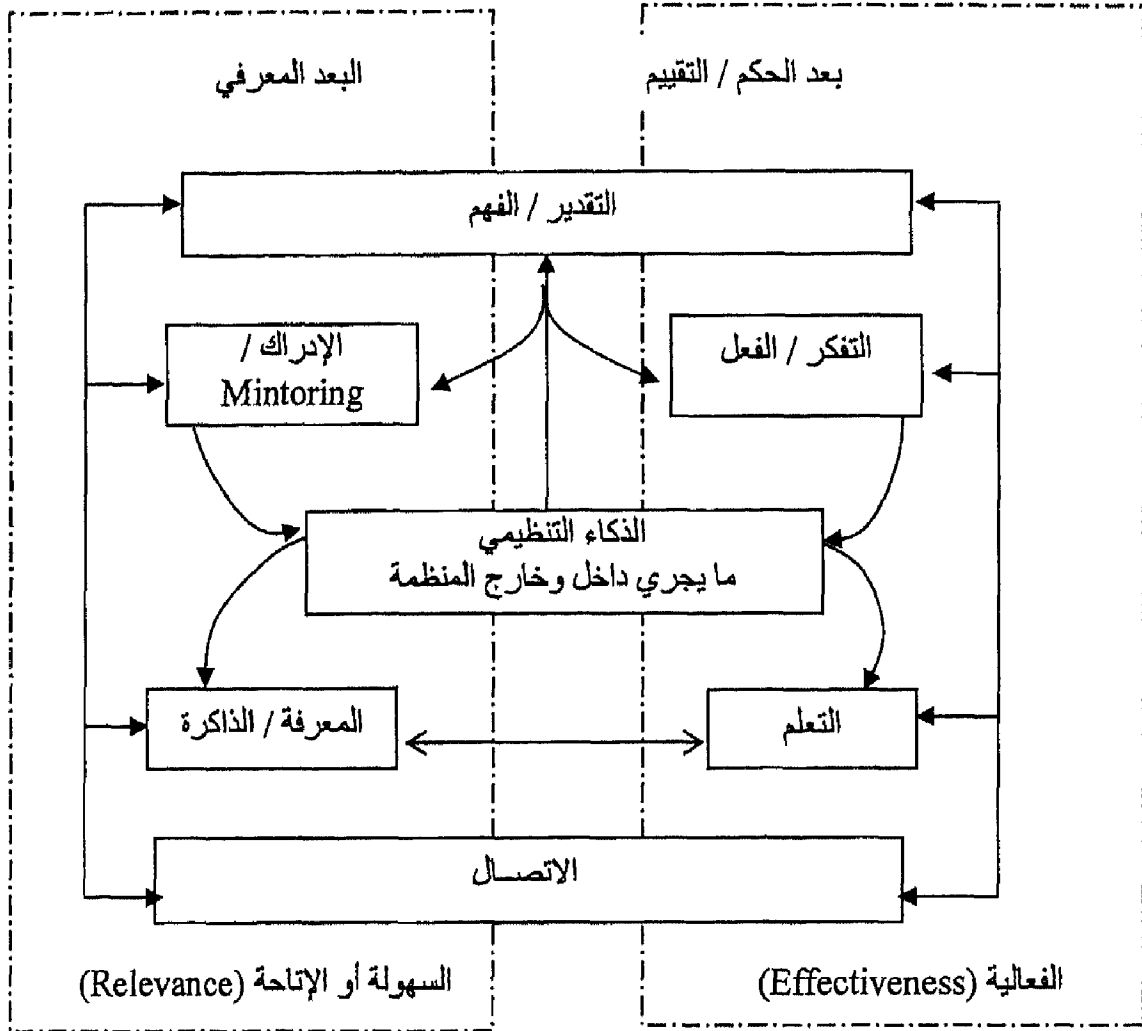 بعد الحكم / التقييم
البعد المعرفي
التقدير / الفهم
التفكر / الفعل
الإدراك /
Mintoring
الذكاء التنظيمي
ما يجري داخل وخارج المنظمة
التعلم
المعرفة / الذاكرة
الاتصال
الفعالية (Effectiveness)
السهولة أو الإتاحة (Relevance)